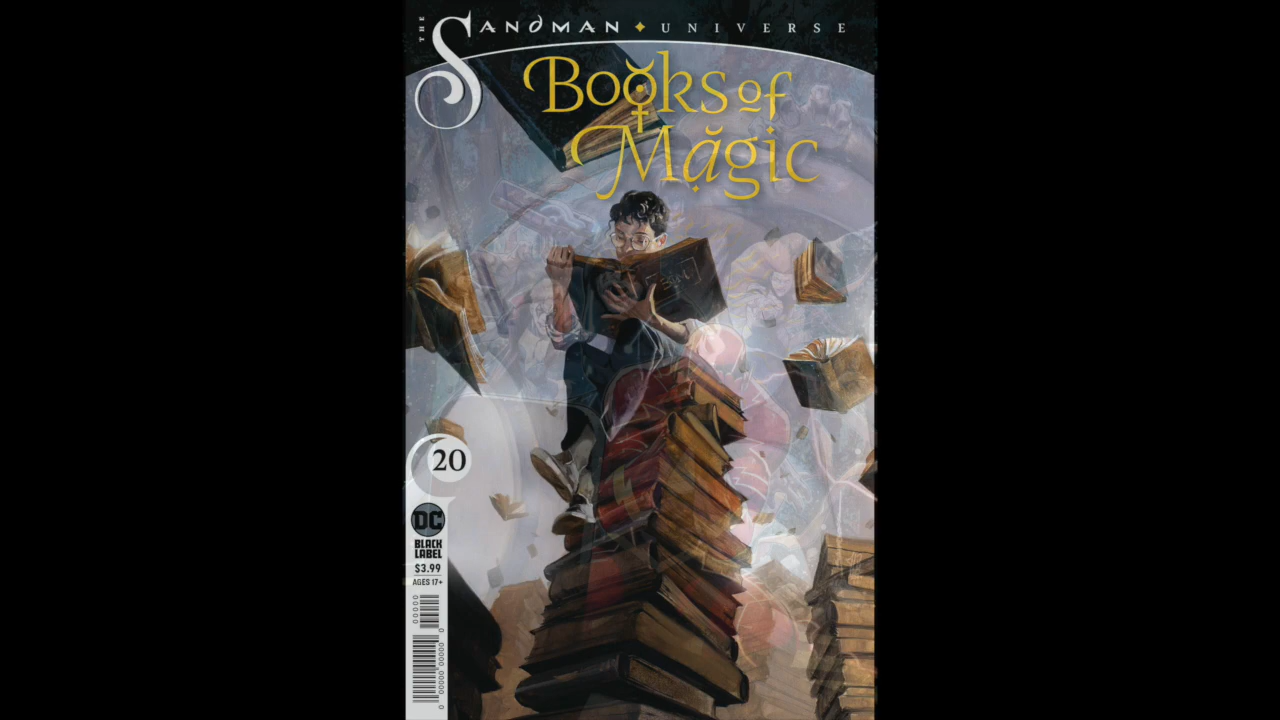 THE SANDMAN UNIVERSE
Books of
Magic
20
DC
BLACK
LABEL
$3.99
AGES 17+